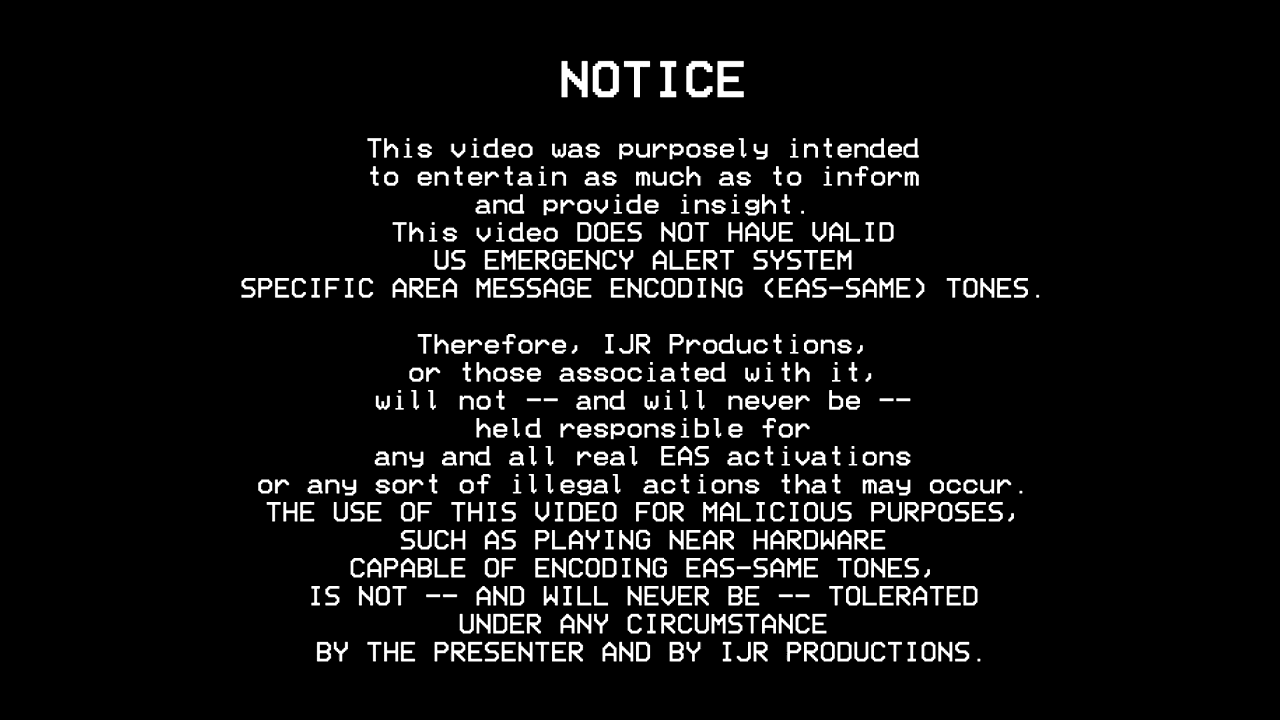 NOTICE
This video was purposely intended
to entertain as much as to inform
and provide insight.
This video DOES NOT HAVE VALID
US EMERGENCY ALERT SYSTEM
SPECIFIC AREA MESSAGE ENCODING (EAS-SAME) TONES.
Therefore, IJR Productions,
or those associated with it,
will not -- and will never be --
held responsible for
any and all real EAS activations
or any sort of illegal actions that may occur.
THE USE OF THIS VIDEO FOR MALICIOUS PURPOSES,
SUCH AS PLAYING NEAR HARDWARE
CAPABLE OF ENCODING EAS-SAME TONES,
IS NOT -- AND WILL NEVER BE -- TOLERATED
UNDER ANY CIRCUMSTANCE
BY THE PRESENTER AND BY IJR PRODUCTIONS.